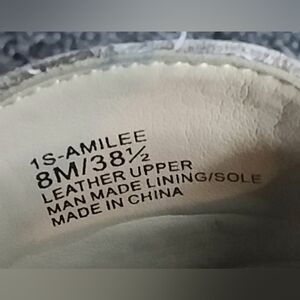 1S-AMILEE
8M/38½
LEATHER UPPER
MAN MADE LINING/SOLE
MADE IN CHINA